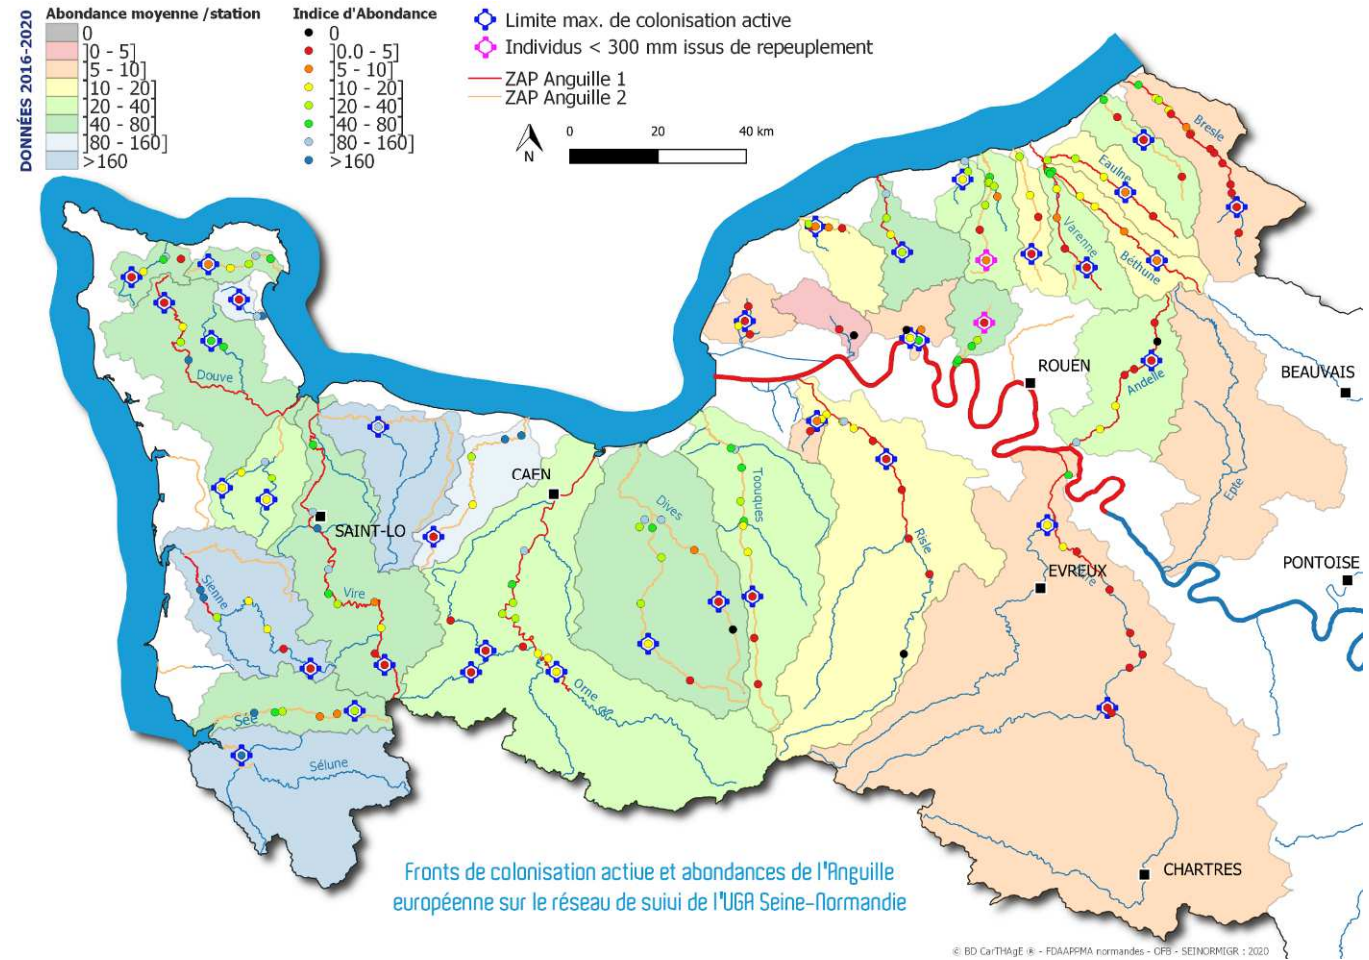 DONNÉES 2016-2020
Abondance moyenne /station
0
]0 - 5]
]5 - 10]
10 - 20]
20 - 40]
40 - 80]
]80 - 160]
>160
Indice d'Abondance
0
]0.0 - 5]
5 - 10]
10 - 20]
20 - 40]
40 - 80]
]80 - 160]
>160
Limite max. de colonisation active
Individus < 300 mm issus de repeuplement
ZAP Anguille 1
ZAP Anguille 2
N
0 20 40 km
Bresle
Eaulne
Varenne
Béthune
Douve
ROUEN
BEAUVAIS
Andelle
CAEN
Touques
Dives
Epte
SAINT-LO
Risle
PONTOISE
EVREUX
Sienne
Vire
Orne
Sée
Sélune
CHARTRES
Fronts de colonisation active et abondances de l'Anguille
européenne sur le réseau de suivi de l'UGA Seine-Normandie
© BD CarTHAgE ® - FDAAPPMA normandes - OFB - SEINORMIGR : 2020